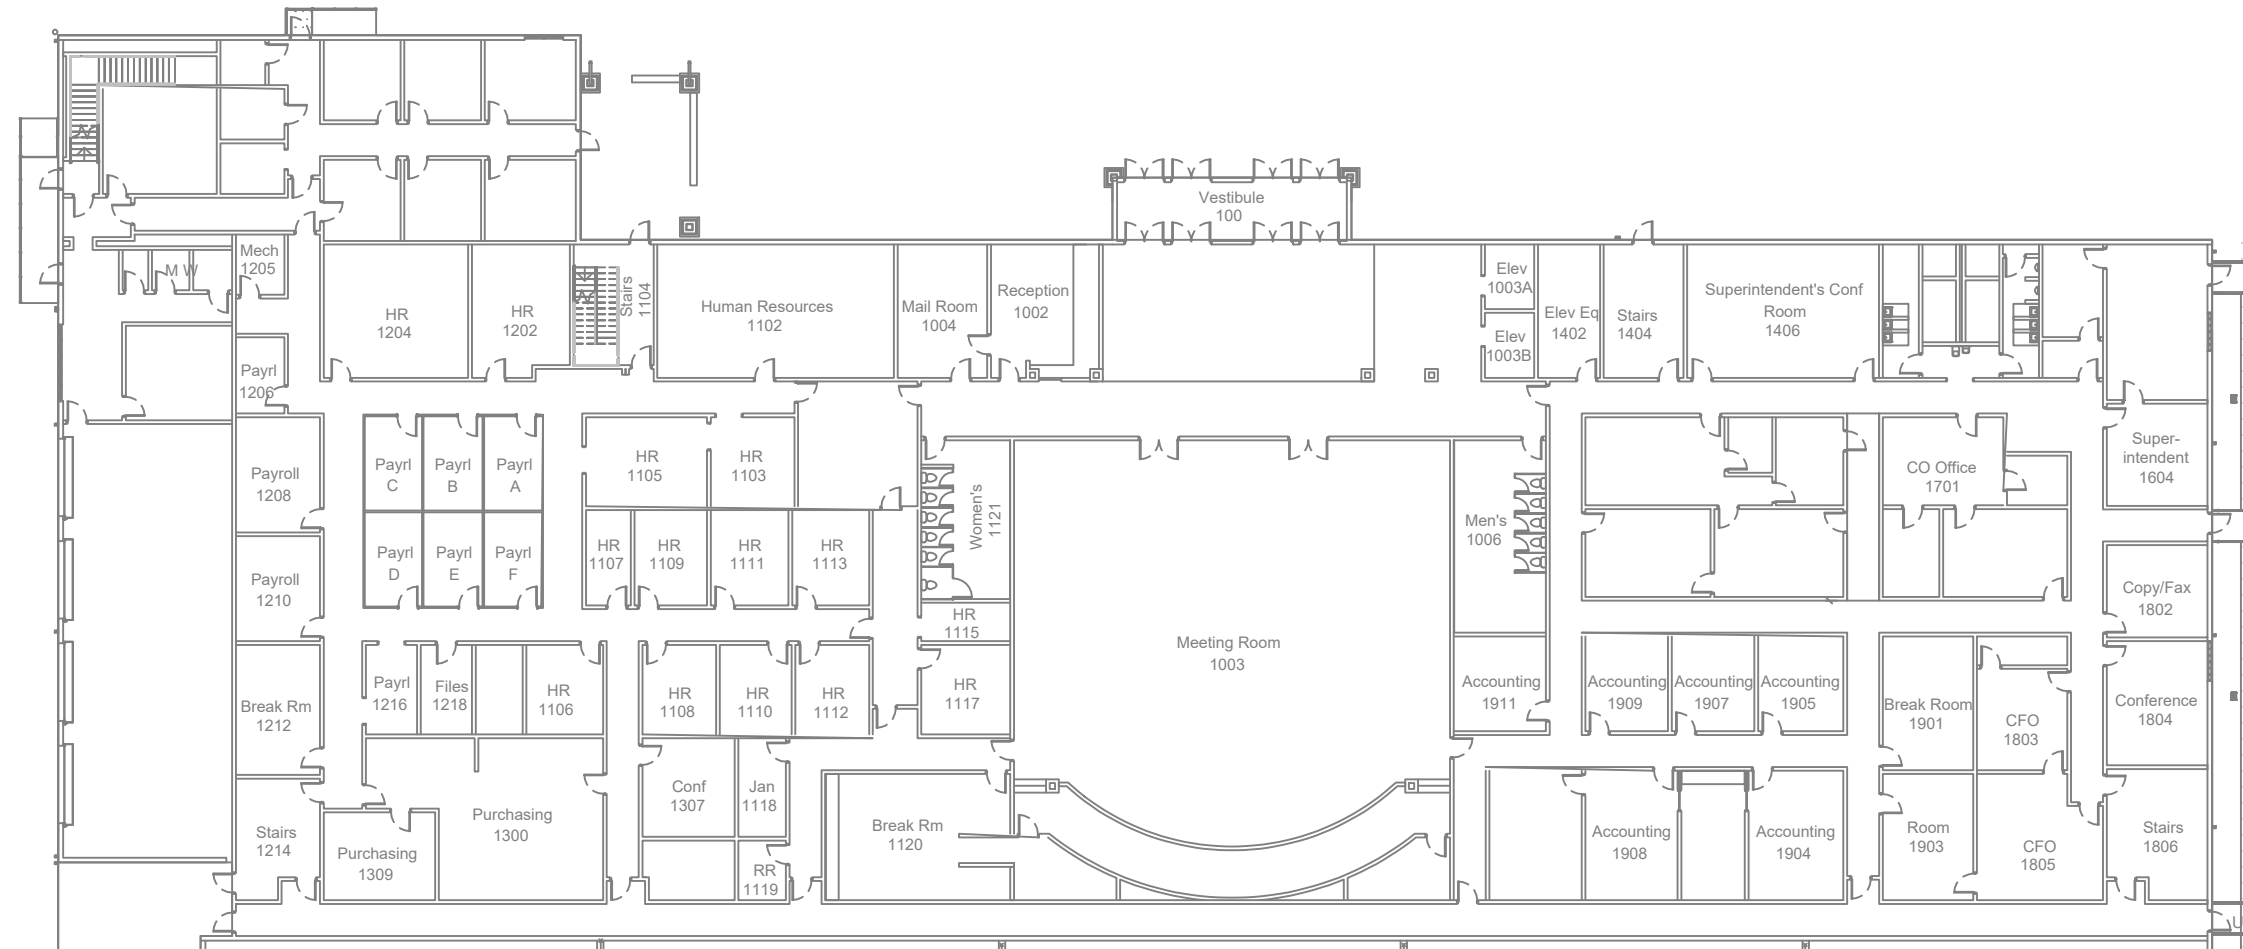 Vestibule
100
M W
Mech
1205
HR
1204
HR
1202
Stairs
1104
Human Resources
1102
Mail Room
1004
Reception
1002
Elev
1003A
Elev
1003B
Elev Eq
1402
Stairs
1404
Superintendent's Conf
Room
1406
Payrl
1206
Payroll
1208
Payrl
C
Payrl
B
Payrl
A
HR
1105
HR
1103
Women's
1121
Men's
1006
CO Office
1701
Super-
intendent
1604
Payroll
1210
Payrl
D
Payrl
E
Payrl
F
HR
1107
HR
1109
HR
1111
HR
1113
HR
1115
Copy/Fax
1802
Meeting Room
1003
Break Rm
1212
Payrl
1216
Files
1218
HR
1106
HR
1108
HR
1110
HR
1112
HR
1117
Accounting
1911
Accounting
1909
Accounting
1907
Accounting
1905
Break Room
1901
CFO
1803
Conference
1804
Stairs
1214
Purchasing
1309
Purchasing
1300
Conf
1307
Jan
1118
RR
1119
Break Rm
1120
Accounting
1908
Accounting
1904
Room
1903
CFO
1805
Stairs
1806